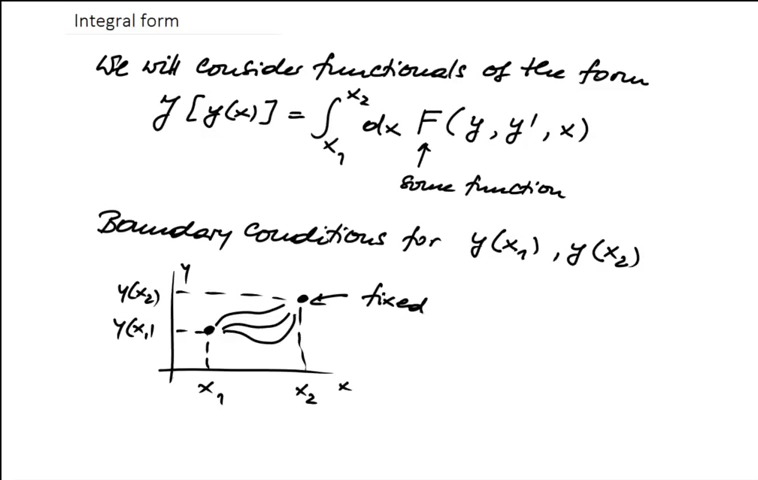 Integral form
We will consider functionals of the form
J [y(x)] = ∫_{x₁}^{x₂} dx F(y, y', x)
↑
some function
Boundary conditions for y(x₁), y(x₂)
y
y(x₂) ← fixed
y(x₁
x₁ x₂ x